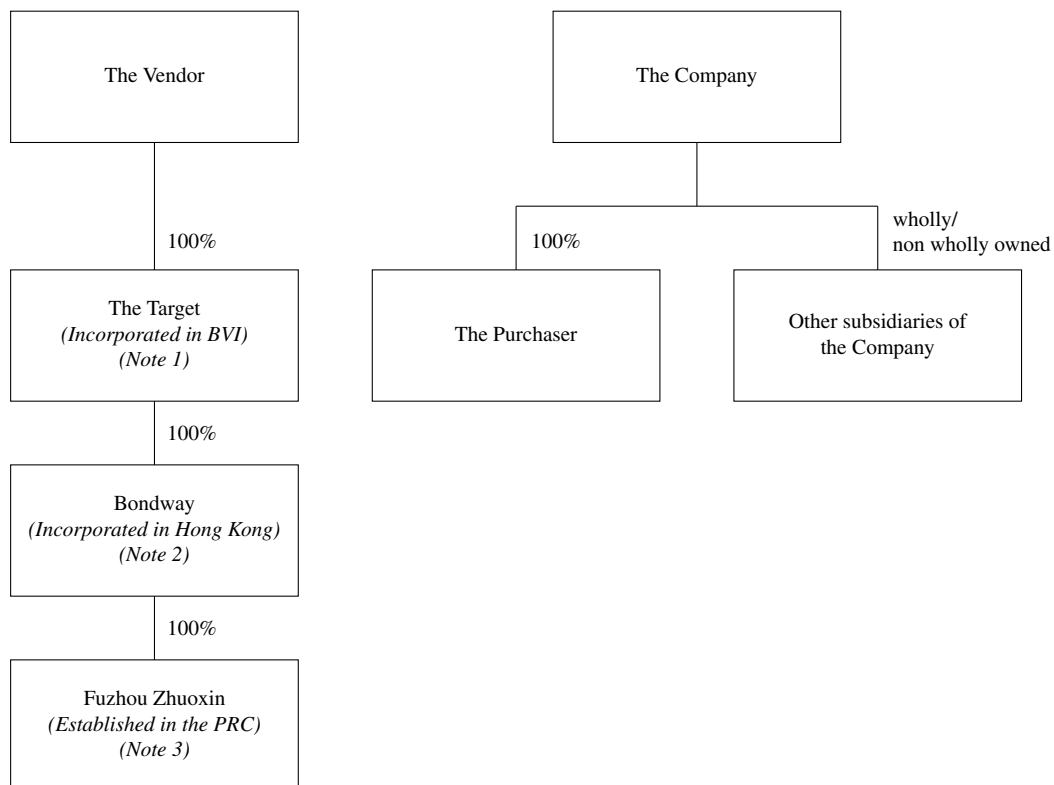 The Vendor
The Company
100%
100%
wholly/
non wholly owned
The Target
(Incorporated in BVI)
(Note 1)
The Purchaser
Other subsidiaries of
the Company
100%
Bondway
(Incorporated in Hong Kong)
(Note 2)
100%
Fuzhou Zhuoxin
(Established in the PRC)
(Note 3)